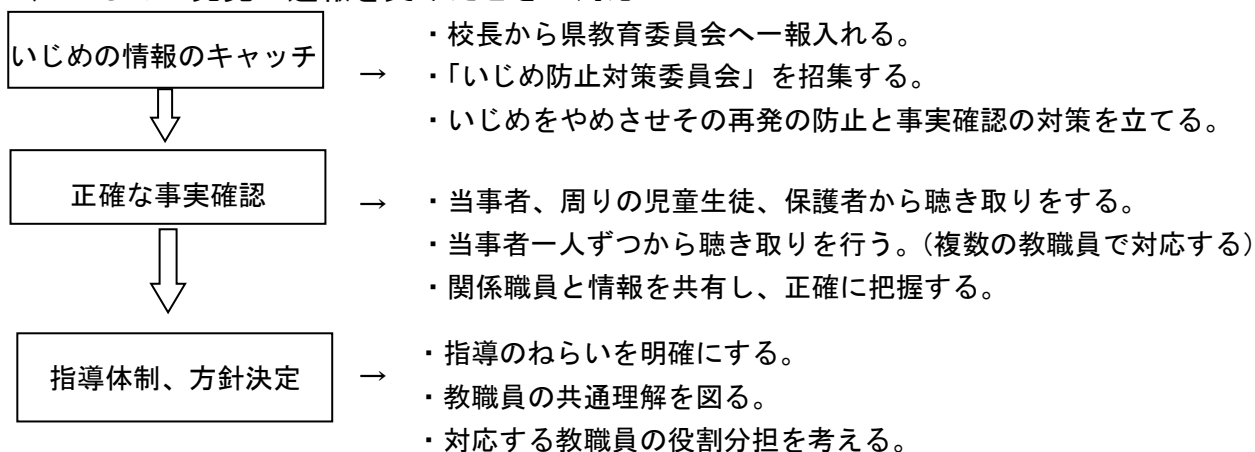 いじめの情報のキャッチ
→
・校長から県教育委員会へ一報入れる。
・「いじめ防止対策委員会」を招集する。
・いじめをやめさせその再発の防止と事実確認の対策を立てる。
正確な事実確認
→
・当事者、周りの児童生徒、保護者から聴き取りをする。
・当事者一人ずつから聴き取りを行う。(複数の教職員で対応する)
・関係職員と情報を共有し、正確に把握する。
指導体制、方針決定
→
・指導のねらいを明確にする。
・教職員の共通理解を図る。
・対応する教職員の役割分担を考える。